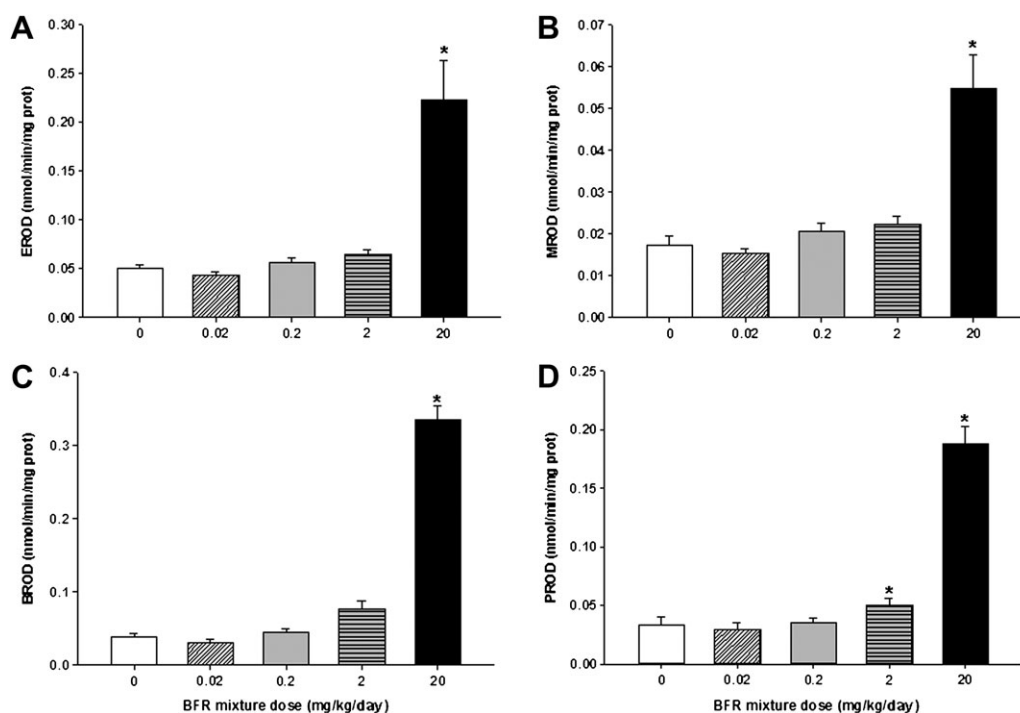 A
EROD (nmol/min/mg prot)
0.30
0.25
0.20
0.15
0.10
0.05
0.00
*
0 0.02 0.2 2 20
B
MROD (nmol/min/mg prot)
0.07
0.06
0.05
0.04
0.03
0.02
0.01
0.00
*
0 0.02 0.2 2 20
C
BROD (nmol/min/mg prot)
0.4
0.3
0.2
0.1
0.0
*
0 0.02 0.2 2 20
BFR mixture dose (mg/kg/day)
D
PROD (nmol/min/mg prot)
0.25
0.20
0.15
0.10
0.05
0.00
* *
0 0.02 0.2 2 20
BFR mixture dose (mg/kg/day)